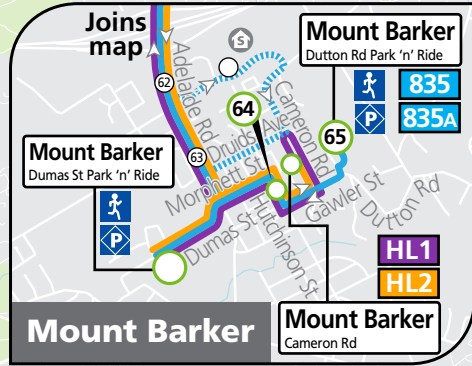 Joins
map
Mount Barker
Dutton Rd Park 'n' Ride
S
835
P
835A
62
Adelaide Rd
64
Cameron Rd
65
Druids Ave
63
Morphett St
Mount Barker
Dumas St Park 'n' Ride
P
Gawler St
Dutton Rd
Dumas St
Hutchinson St
HL1
HL2
Mount Barker
Mount Barker
Cameron Rd